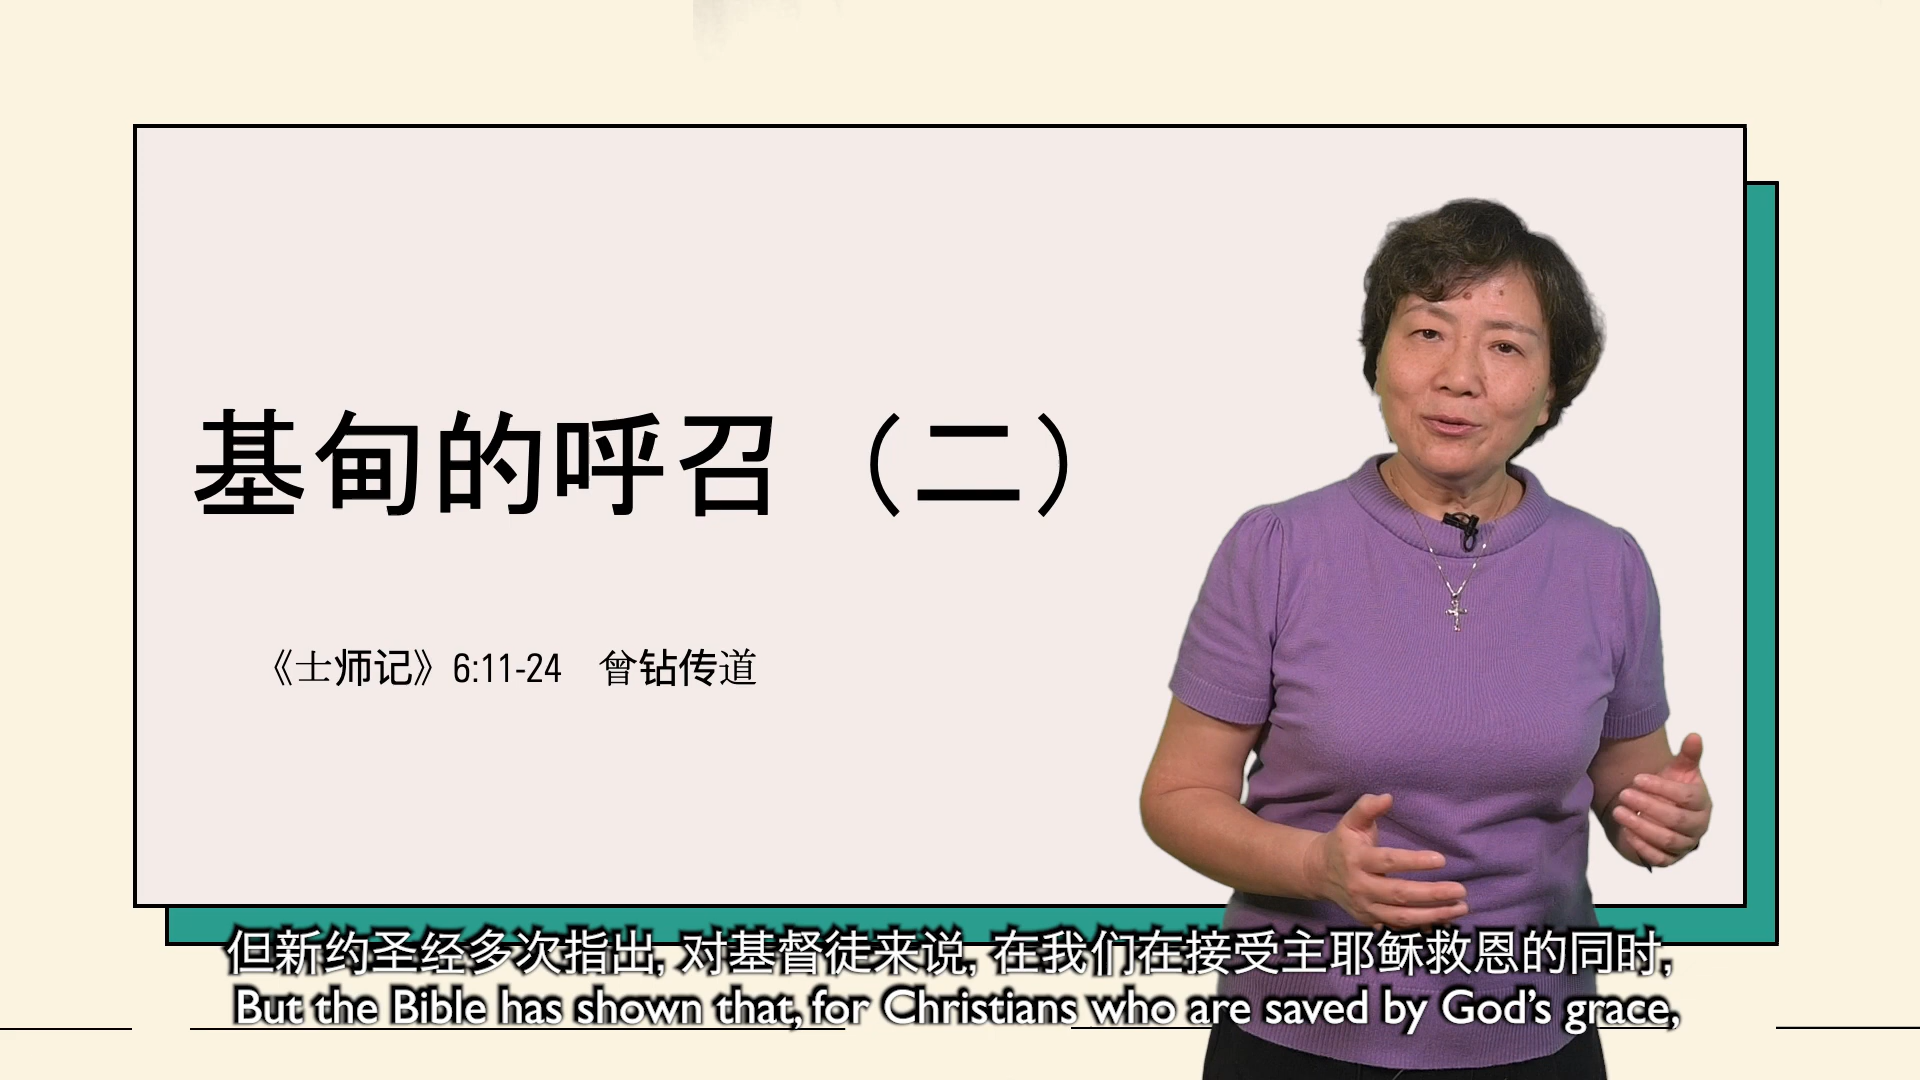 基甸的呼召（二）
《士师记》6:11-24 曾钻传道
但新约圣经多次指出, 对基督徒来说, 在我们在接受主耶稣救恩的同时,
But the Bible has shown that, for Christians who are saved by God's grace,